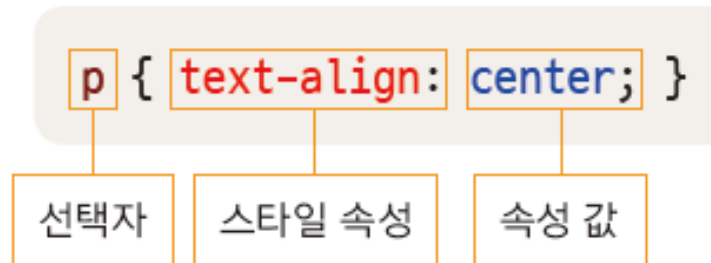 p { text-align: center; }
선택자 스타일 속성 속성 값